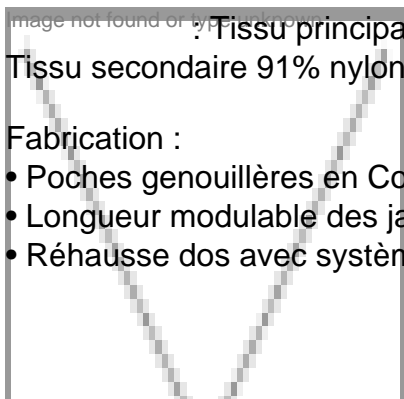 Image not found or type unknown
: Tissu principa
Tissu secondaire 91% nylon
Fabrication :
• Poches genouillères en Co
• Longueur modulable des ja
• Réhausse dos avec systèm